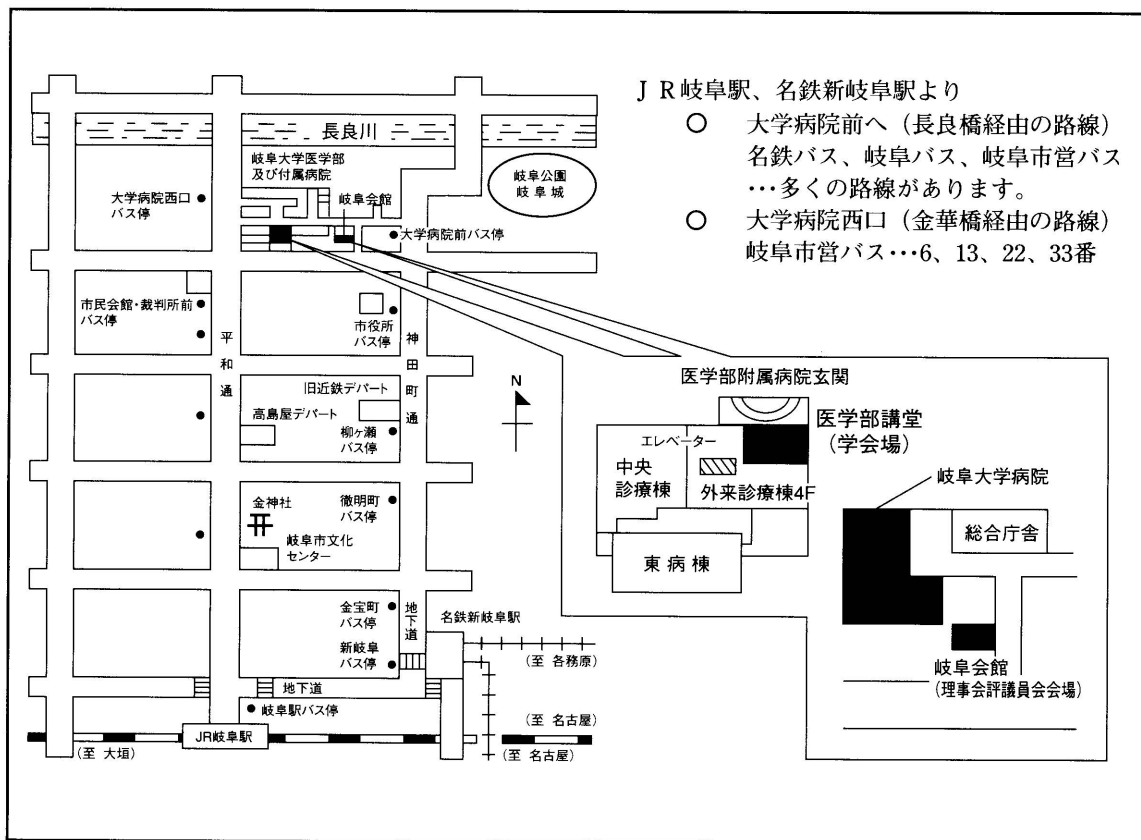 ＪＲ岐阜駅、名鉄新岐阜駅より
○　大学病院前へ（長良橋経由の路線）
名鉄バス、岐阜バス、岐阜市営バス
…多くの路線があります。
○　大学病院西口（金華橋経由の路線）
岐阜市営バス…6、13、22、33番
長良川
岐阜大学医学部
及び付属病院
岐阜会館
岐阜公園
岐阜城
大学病院西口
バス停
大学病院前バス停
市民会館・裁判所前
バス停
市役所
バス停
平和通
神田町通
N
旧近鉄デパート
高島屋デパート
柳ヶ瀬
バス停
金神社
徹明町
バス停
岐阜市文化
センター
金宝町
バス停
地下道
名鉄新岐阜駅
新岐阜
バス停
（至 各務原）
地下道
岐阜駅バス停
（至 名古屋）
JR岐阜駅
（至 大垣）
（至 名古屋）
医学部附属病院玄関
医学部講堂
（学会場）
エレベーター
中央
診療棟
外来診療棟4F
東病棟
岐阜大学病院
総合庁舎
岐阜会館
（理事会評議員会会場）